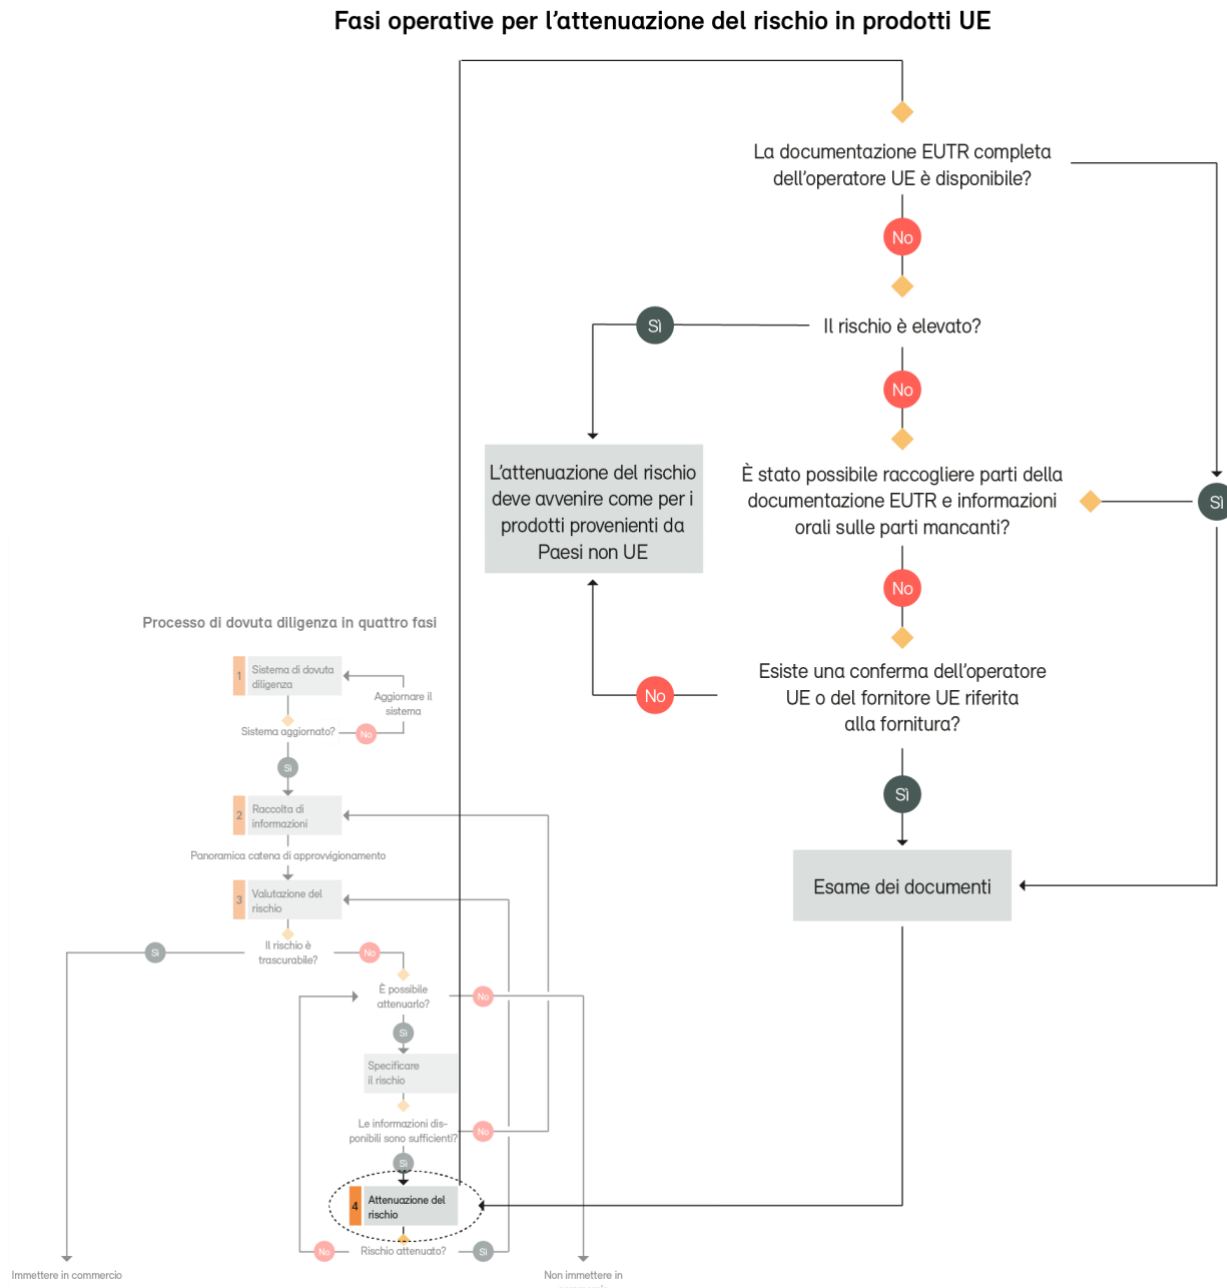 Fasi operative per l'attenuazione del rischio in prodotti UE
La documentazione EUTR completa
dell'operatore UE è disponibile?
No
Il rischio è elevato?
Sì
No
L'attenuazione del rischio
deve avvenire come per i
prodotti provenienti da
Paesi non UE
È stato possibile raccogliere parti della
documentazione EUTR e informazioni
orali sulle parti mancanti?
Sì
No
Esiste una conferma dell'operatore
UE o del fornitore UE riferita
alla fornitura?
No
Sì
Esame dei documenti
Processo di dovuta diligenza in quattro fasi
1
Sistema di dovuta
diligenza
Aggiornare il
sistema
Sistema aggiornato?
No
Sì
2
Raccolta di
informazioni
Panoramica catena di approvvigionamento
3
Valutazione del
rischio
Il rischio è
trascurabile?
Sì
No
È possibile
attenuarlo?
No
Sì
Specificare
il rischio
Le informazioni dis-
ponibili sono sufficienti?
No
Sì
4
Attenuazione del
rischio
Rischio attenuato?
No
Sì
Immettere in commercio
Non immettere in